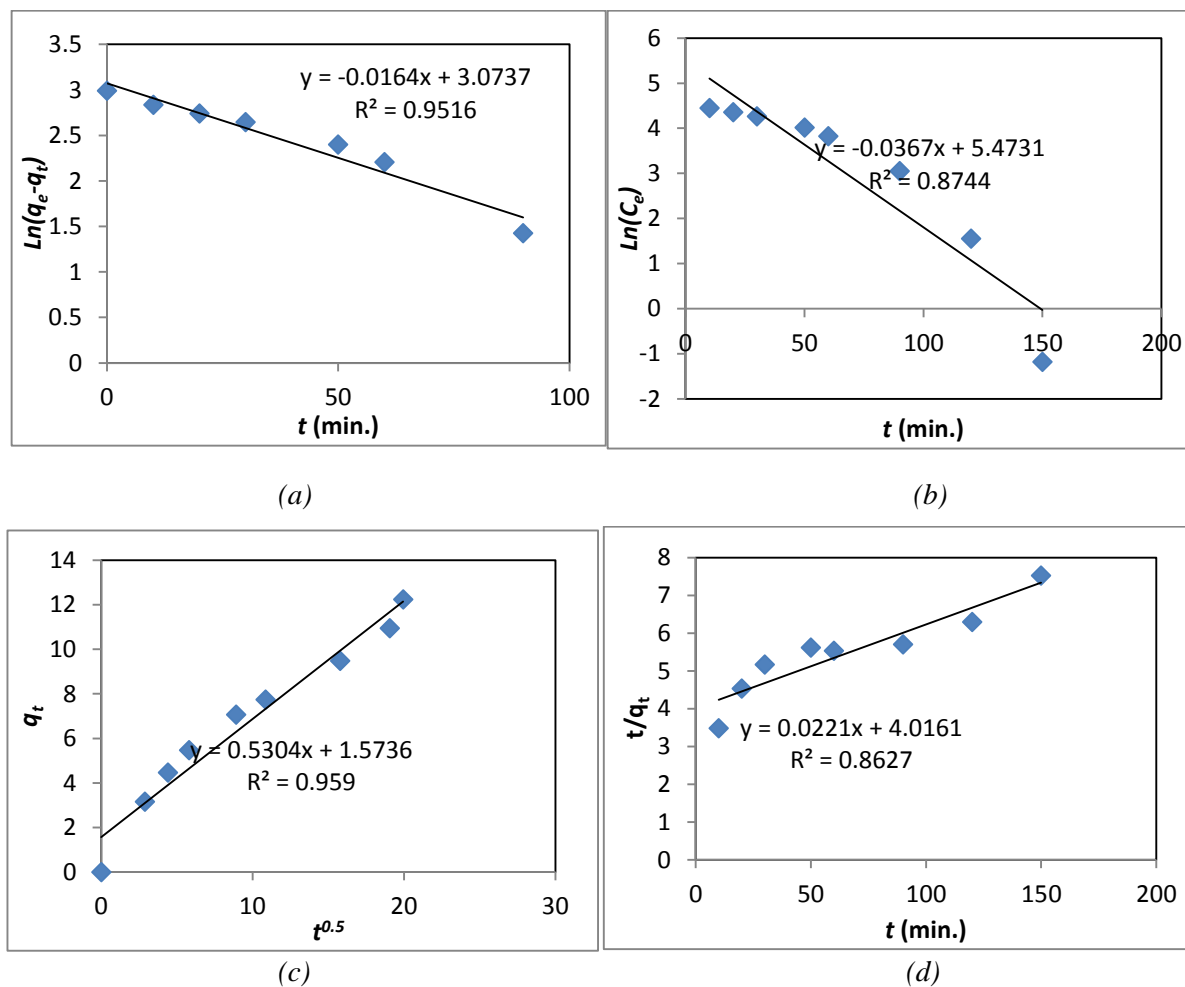 3.5
3
2.5
2
1.5
1
0.5
0
Ln(qe-qt)
y = -0.0164x + 3.0737
R² = 0.9516
0 50 100
t (min.)
(a)
6
5
4
3
2
1
0
-1
-2
Ln(Ce)
y = -0.0367x + 5.4731
R² = 0.8744
0 50 100 150 200
t (min.)
(b)
14
12
10
8
6
4
2
0
qt
y = 0.5304x + 1.5736
R² = 0.959
0 10 20 30
t0.5
(c)
8
7
6
5
4
3
2
1
0
t/qt
y = 0.0221x + 4.0161
R² = 0.8627
0 50 100 150 200
t (min.)
(d)